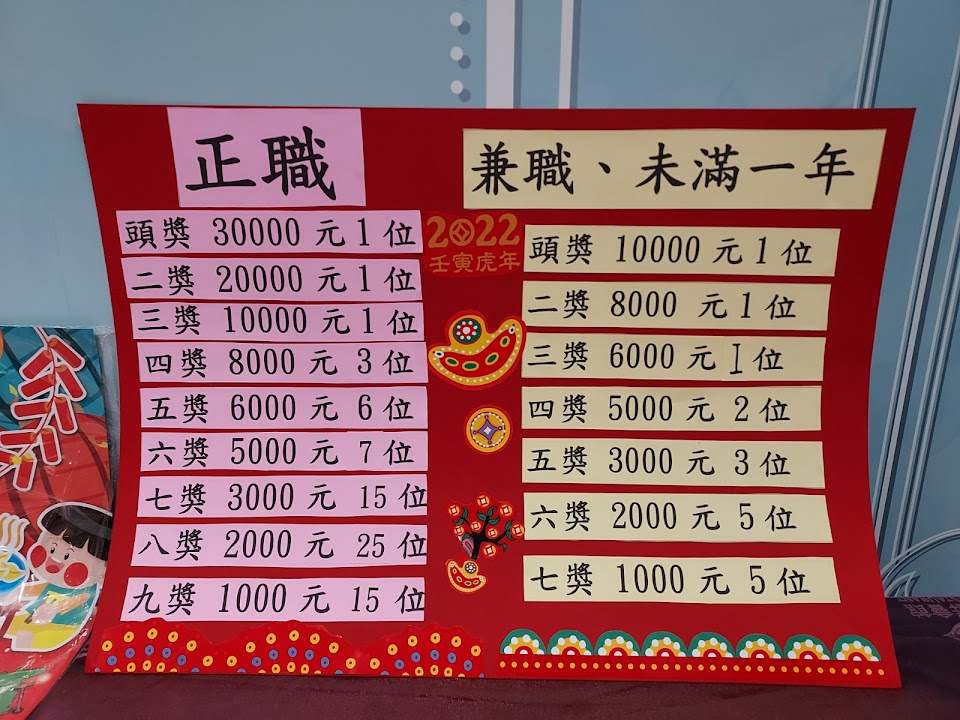 正職
頭獎 30000 元 1 位
二獎 20000 元 1 位
三獎 10000 元 1 位
四獎 8000 元 3 位
五獎 6000 元 6 位
六獎 5000 元 7 位
七獎 3000 元 15 位
八獎 2000 元 25 位
九獎 1000 元 15 位
2022
壬寅虎年
兼職、未滿一年
頭獎 10000 元 1 位
二獎 8000 元 1 位
三獎 6000 元 1 位
四獎 5000 元 2 位
五獎 3000 元 3 位
六獎 2000 元 5 位
七獎 1000 元 5 位